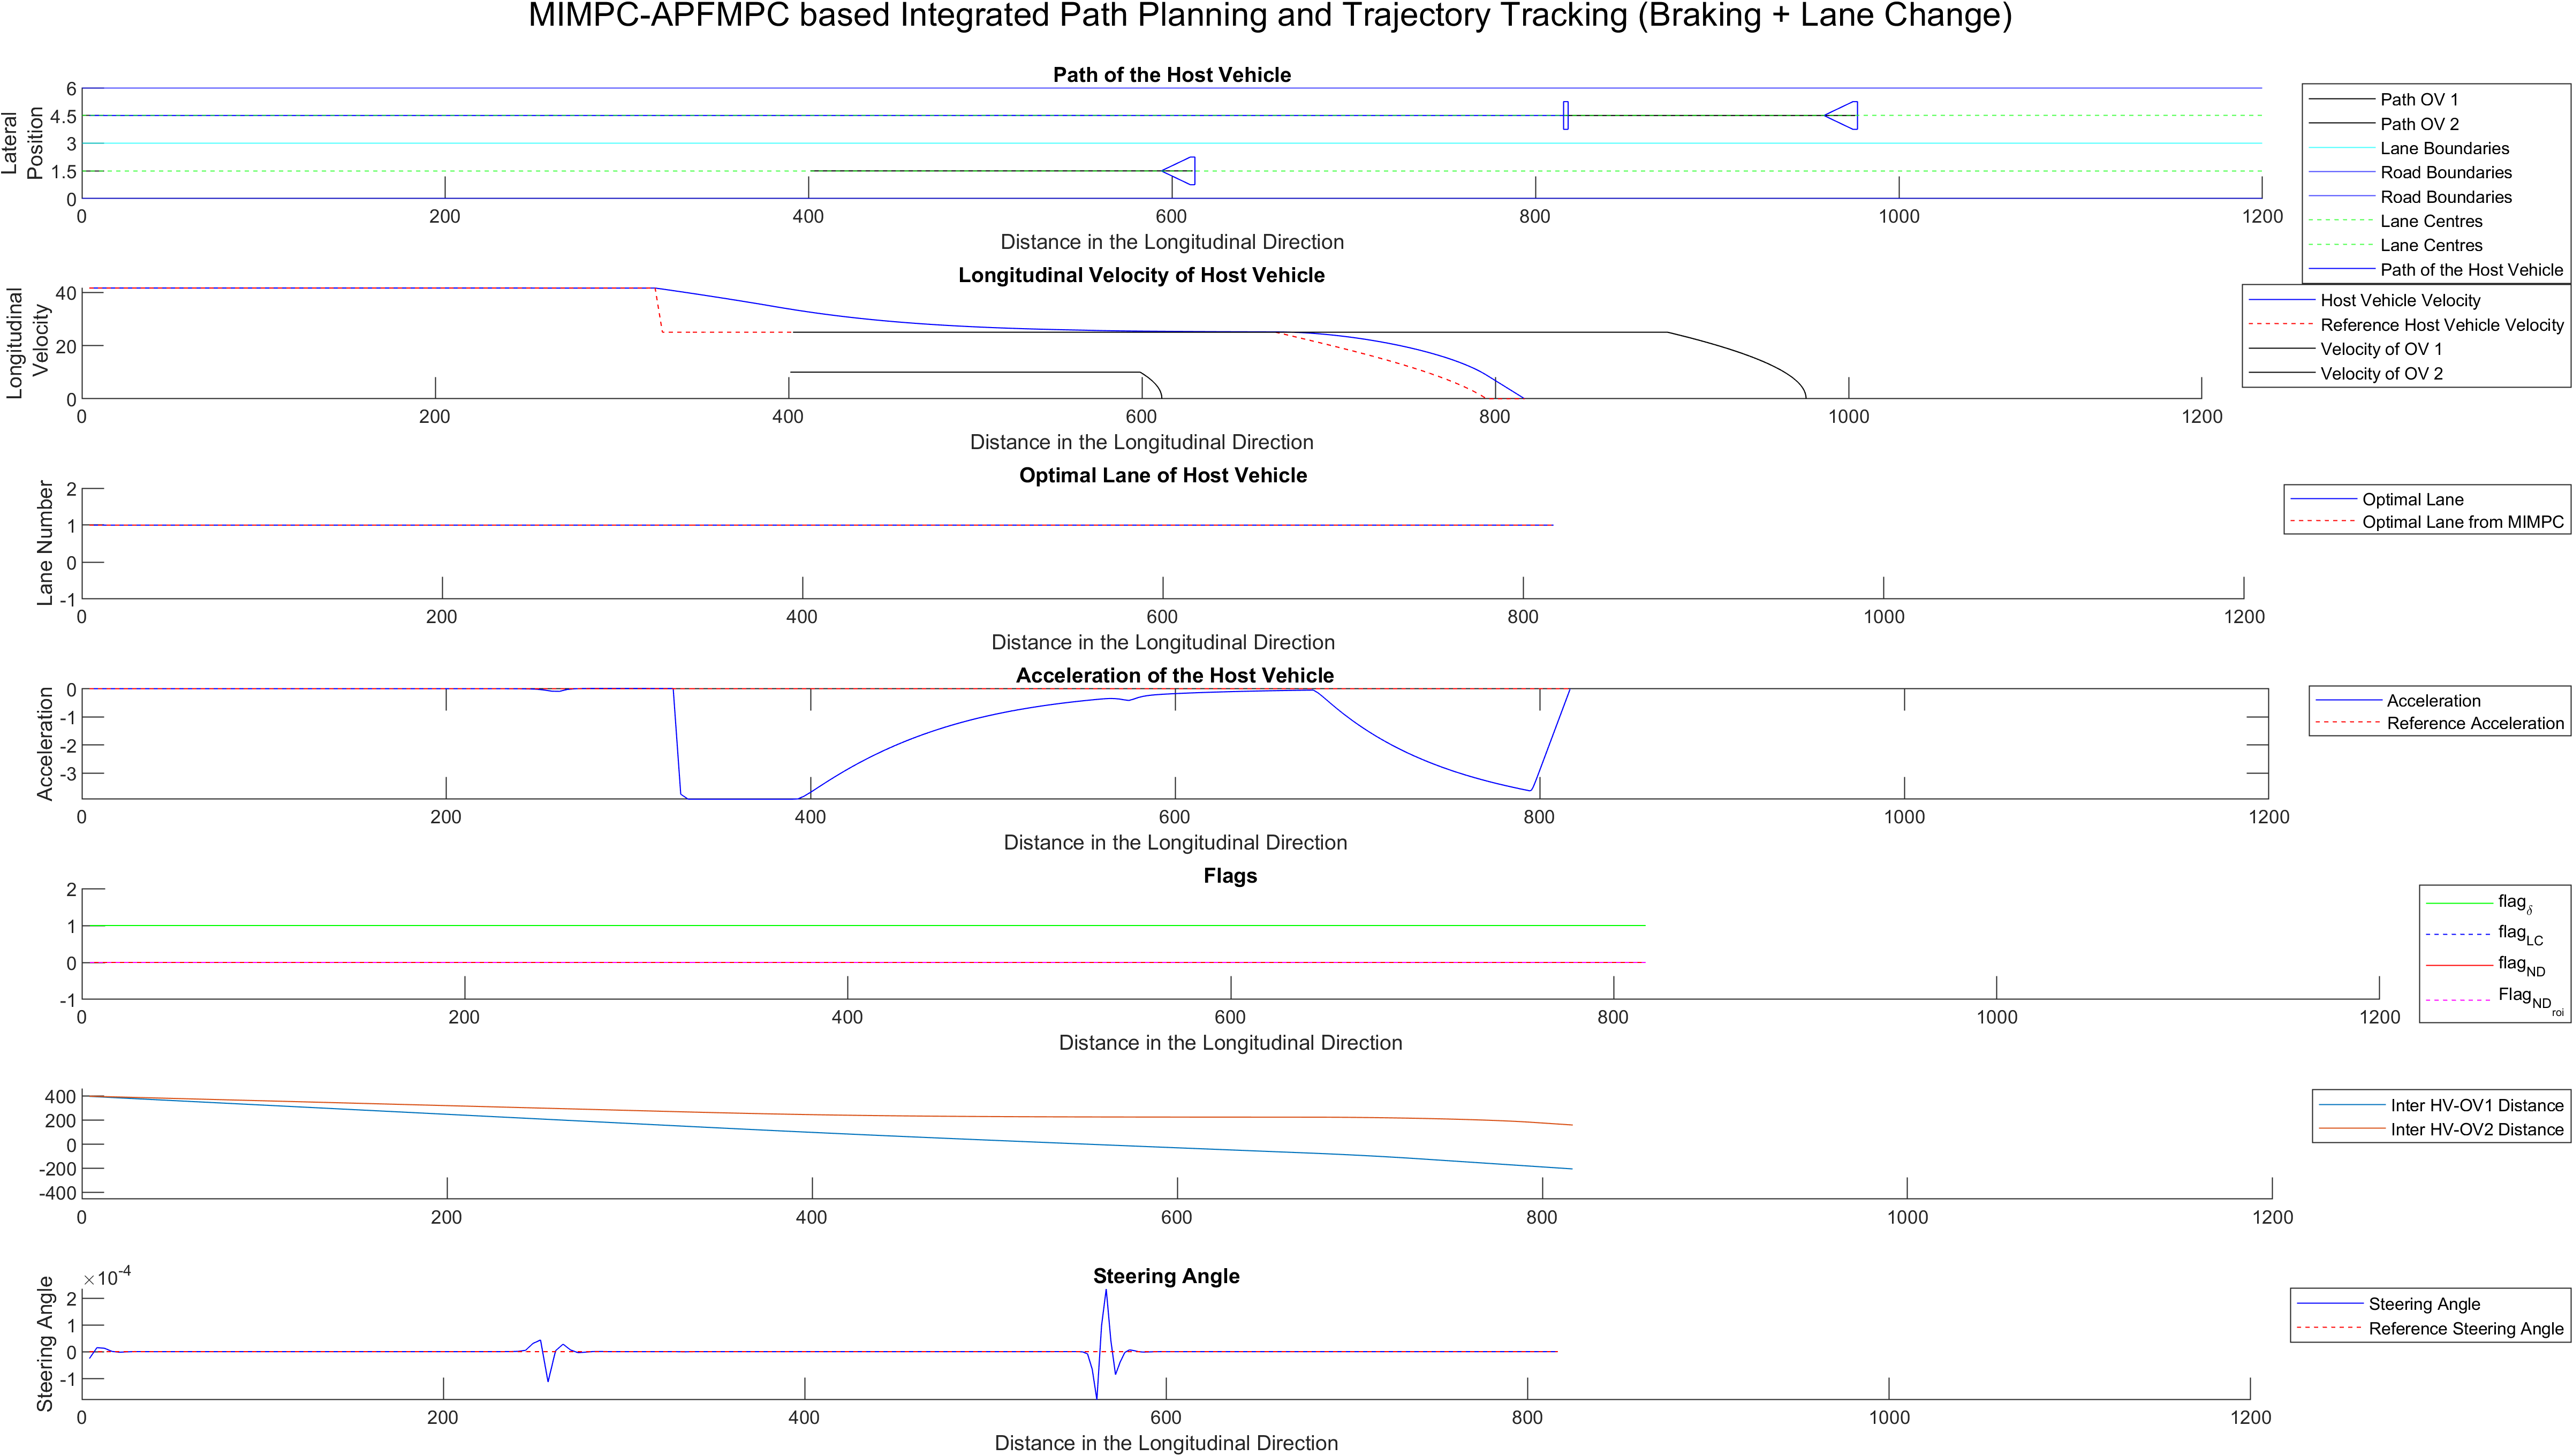 MIMPC-APFMPC based Integrated Path Planning and Trajectory Tracking (Braking + Lane Change)
Path of the Host Vehicle
Lateral
Position
6
4.5
3
1.5
0
0 200 400 600 800 1000 1200
Distance in the Longitudinal Direction
Path OV 1
Path OV 2
Lane Boundaries
Road Boundaries
Road Boundaries
Lane Centres
Lane Centres
Path of the Host Vehicle
Longitudinal Velocity of Host Vehicle
Longitudinal
Velocity
40
20
0
0 200 400 600 800 1000 1200
Distance in the Longitudinal Direction
Host Vehicle Velocity
Reference Host Vehicle Velocity
Velocity of OV 1
Velocity of OV 2
Optimal Lane of Host Vehicle
Lane Number
2
1
0
-1
0 200 400 600 800 1000 1200
Distance in the Longitudinal Direction
Optimal Lane
Optimal Lane from MIMPC
Acceleration of the Host Vehicle
Acceleration
0
-1
-2
-3
0 200 400 600 800 1000 1200
Distance in the Longitudinal Direction
Acceleration
Reference Acceleration
Flags
2
1
0
-1
0 200 400 600 800 1000 1200
Distance in the Longitudinal Direction
flagδ
flagLC
flagND
FlagNDroi
400
200
0
-200
-400
0 200 400 600 800 1000 1200
Inter HV-OV1 Distance
Inter HV-OV2 Distance
Steering Angle
×10-4
Steering Angle
2
1
0
-1
0 200 400 600 800 1000 1200
Distance in the Longitudinal Direction
Steering Angle
Reference Steering Angle